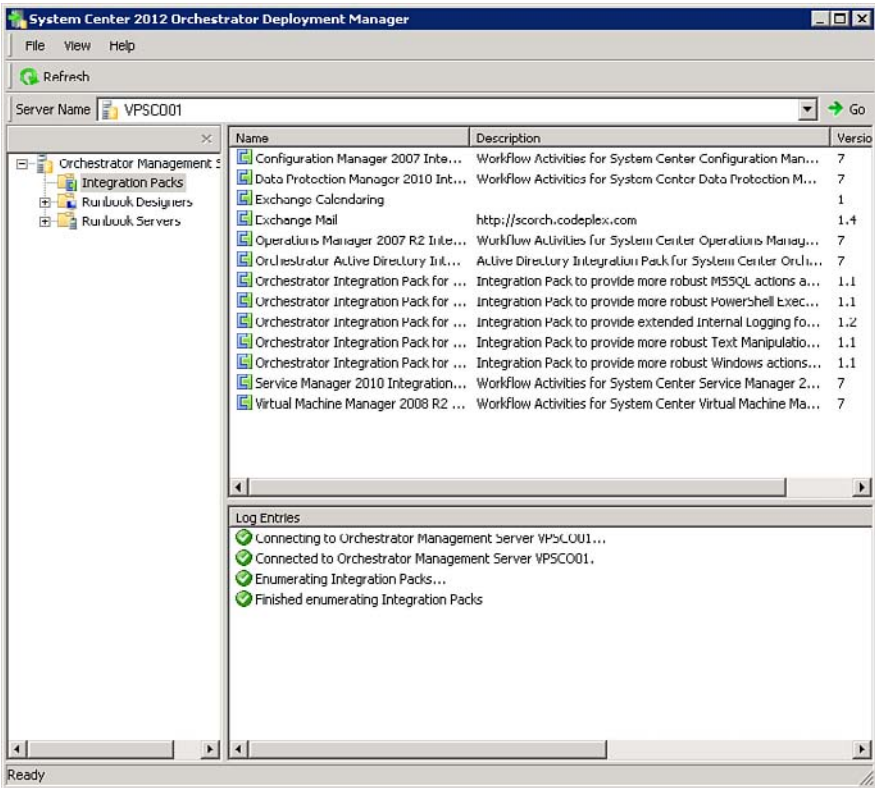 System Center 2012 Orchestrator Deployment Manager
File View Help
Refresh
Server Name VPSCO01 Go
Name Description Versio
Orchestrator Management S
Integration Packs
Runbook Designers
Runbook Servers
Configuration Manager 2007 Inte... Workflow Activities for System Center Configuration Man... 7
Data Protection Manager 2010 Int... Workflow Activities for System Center Data Protection M... 7
Exchange Calendaring 1
Exchange Mail http://scorch.codeplex.com 1.4
Operations Manager 2007 R2 Inte... Workflow Activities for System Center Operations Manag... 7
Orchestrator Active Directory Int... Active Directory Integration Pack for System Center Orch... 7
Orchestrator Integration Pack for ... Integration Pack to provide more robust MSSQL actions a... 1.1
Orchestrator Integration Pack for ... Integration Pack to provide more robust PowerShell Exec... 1.1
Orchestrator Integration Pack for ... Integration Pack to provide extended Internal Logging fo... 1.2
Orchestrator Integration Pack for ... Integration Pack to provide more robust Text Manipulatio... 1.1
Orchestrator Integration Pack for ... Integration Pack to provide more robust Windows actions... 1.1
Service Manager 2010 Integration... Workflow Activities for System Center Service Manager 2... 7
Virtual Machine Manager 2008 R2 ... Workflow Activities for System Center Virtual Machine Ma... 7
Log Entries
Connecting to Orchestrator Management Server VPSCO01...
Connected to Orchestrator Management Server VPSCO01.
Enumerating Integration Packs...
Finished enumerating Integration Packs
Ready